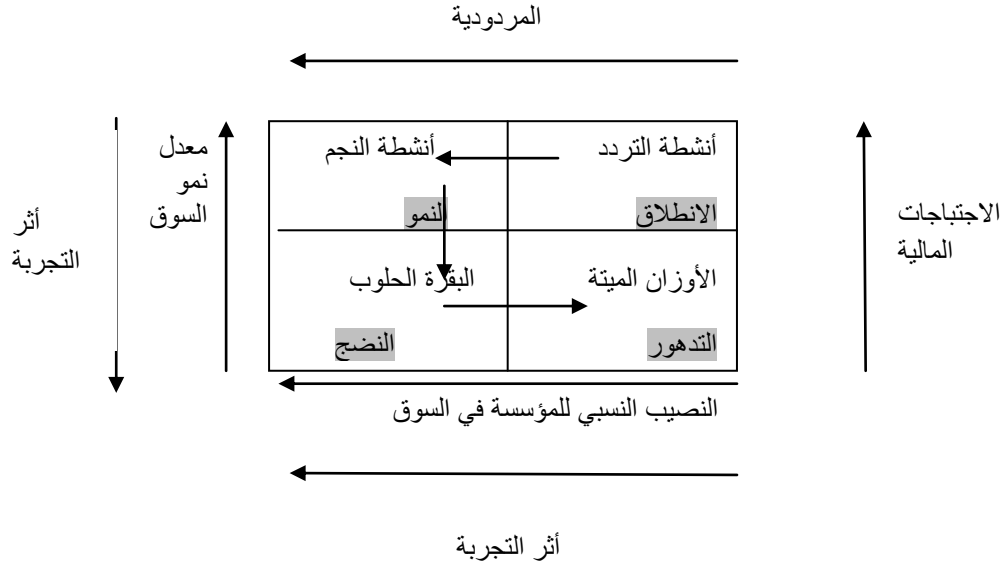 المردودية
أنشطة التردد
أنشطة النجم
معدل
نمو
السوق
الانطلاق
النمو
الاجتباجات
المالية
أثر
التجربة
الأوزان الميتة
البقرة الحلوب
التدهور
النضج
النصيب النسبي للمؤسسة في السوق
أثر التجربة